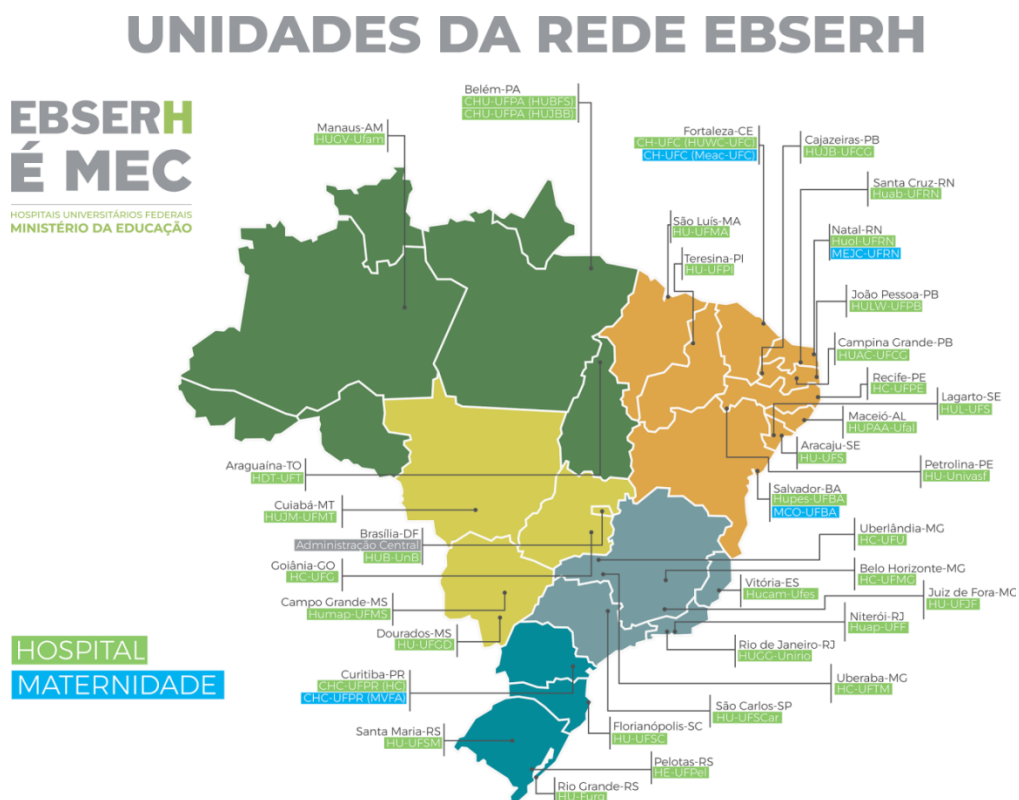 UNIDADES DA REDE EBSERH
EBSERH
É MEC
HOSPITAIS UNIVERSITÁRIOS FEDERAIS
MINISTÉRIO DA EDUCAÇÃO
Belém-PA
CHU-UFPA (HUBFS)
CHU-UFPA (HUJBB)
Manaus-AM
HUGV-Ufam
Fortaleza-CE
CH-UFC (HUWC-UFC)
CH-UFC (Meac-UFC)
Cajazeiras-PB
HUJB-UFCG
Santa Cruz-RN
Huab-UFRN
São Luís-MA
HU-UFMA
Natal-RN
Huol-UFRN
MEJC-UFRN
Teresina-PI
HU-UFPI
João Pessoa-PB
HULW-UFPB
Campina Grande-PB
HUAC-UFCG
Recife-PE
HC-UFPE
Lagarto-SE
HUL-UFS
Maceió-AL
HUPAA-Ufal
Aracaju-SE
HU-UFS
Petrolina-PE
HU-Univasf
Araguaína-TO
HDT-UFT
Salvador-BA
Hupes-UFBA
MCO-UFBA
Cuiabá-MT
HUJM-UFMT
Brasília-DF
Administração Central
HUB-UnB
Uberlândia-MG
HC-UFU
Goiânia-GO
HC-UFG
Belo Horizonte-MG
HC-UFMG
Vitória-ES
Hucam-Ufes
Juiz de Fora-MG
HU-UFJF
Campo Grande-MS
Humap-UFMS
Niterói-RJ
Huap-UFF
Dourados-MS
HU-UFGD
Rio de Janeiro-RJ
HUGG-Unirio
HOSPITAL
MATERNIDADE
Curitiba-PR
CHC-UFPR (HC)
CHC-UFPR (MVFA)
Uberaba-MG
HC-UFTM
São Carlos-SP
HU-UFSCar
Florianópolis-SC
HU-UFSC
Santa Maria-RS
HU-UFSM
Pelotas-RS
HE-UFPel
Rio Grande-RS
HU-Furg